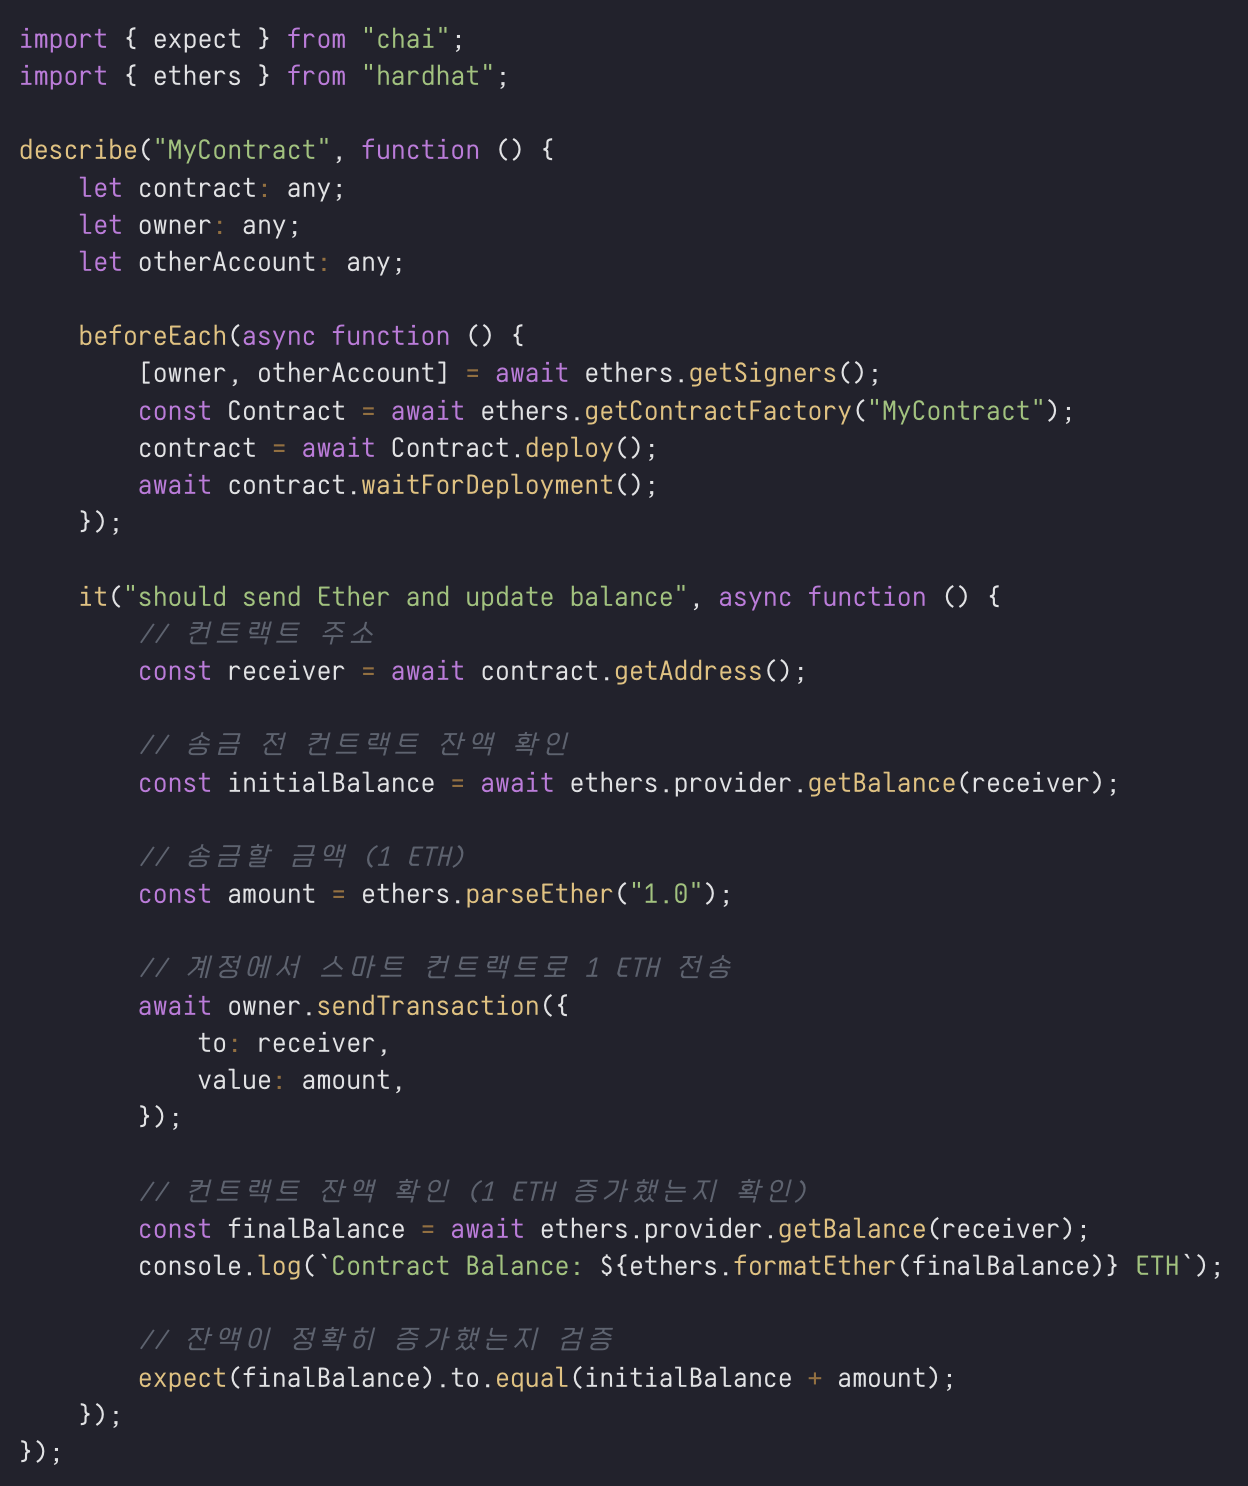 import { expect } from "chai";
import { ethers } from "hardhat";

describe("MyContract", function () {
    let contract: any;
    let owner: any;
    let otherAccount: any;

    beforeEach(async function () {
        [owner, otherAccount] = await ethers.getSigners();
        const Contract = await ethers.getContractFactory("MyContract");
        contract = await Contract.deploy();
        await contract.waitForDeployment();
    });

    it("should send Ether and update balance", async function () {
        // 컨트랙트 주소
        const receiver = await contract.getAddress();

        // 송금 전 컨트랙트 잔액 확인
        const initialBalance = await ethers.provider.getBalance(receiver);

        // 송금할 금액 (1 ETH)
        const amount = ethers.parseEther("1.0");

        // 계정에서 스마트 컨트랙트로 1 ETH 전송
        await owner.sendTransaction({
            to: receiver,
            value: amount,
        });

        // 컨트랙트 잔액 확인 (1 ETH 증가했는지 확인)
        const finalBalance = await ethers.provider.getBalance(receiver);
        console.log(`Contract Balance: ${ethers.formatEther(finalBalance)} ETH`);

        // 잔액이 정확히 증가했는지 검증
        expect(finalBalance).to.equal(initialBalance + amount);
    });
});